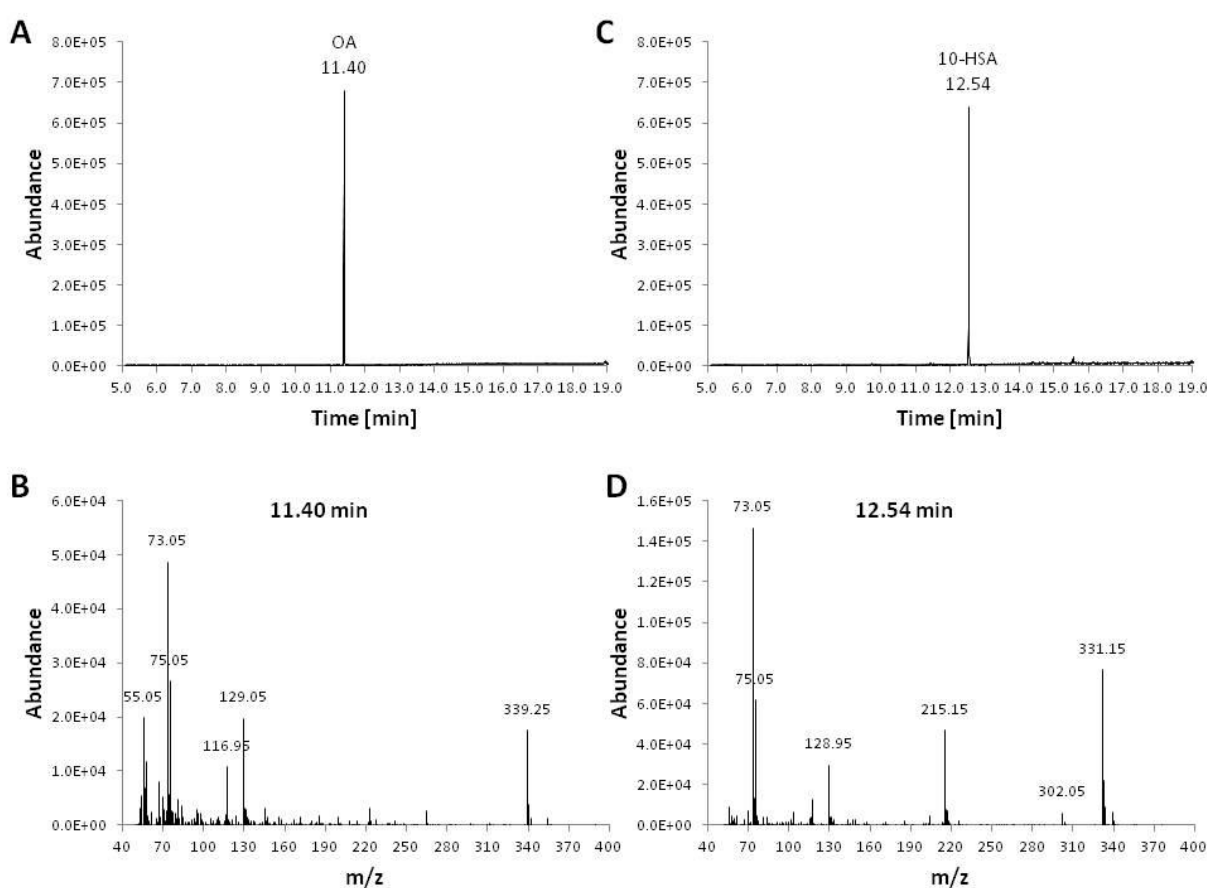 A
8.0E+05
7.0E+05
6.0E+05
5.0E+05
4.0E+05
3.0E+05
2.0E+05
1.0E+05
0.0E+00
Abundance
OA
11.40
5.0 6.0 7.0 8.0 9.0 10.0 11.0 12.0 13.0 14.0 15.0 16.0 17.0 18.0 19.0
Time [min]
C
8.0E+05
7.0E+05
6.0E+05
5.0E+05
4.0E+05
3.0E+05
2.0E+05
1.0E+05
0.0E+00
Abundance
10-HSA
12.54
5.0 6.0 7.0 8.0 9.0 10.0 11.0 12.0 13.0 14.0 15.0 16.0 17.0 18.0 19.0
Time [min]
B
6.0E+04
5.0E+04
4.0E+04
3.0E+04
2.0E+04
1.0E+04
0.0E+00
Abundance
11.40 min
73.05
75.05
55.05
129.05
116.95
339.25
40 70 100 130 160 190 220 250 280 310 340 370 400
m/z
D
1.6E+05
1.4E+05
1.2E+05
1.0E+05
8.0E+04
6.0E+04
4.0E+04
2.0E+04
0.0E+00
Abundance
12.54 min
73.05
75.05
128.95
215.15
302.05
331.15
40 70 100 130 160 190 220 250 280 310 340 370 400
m/z